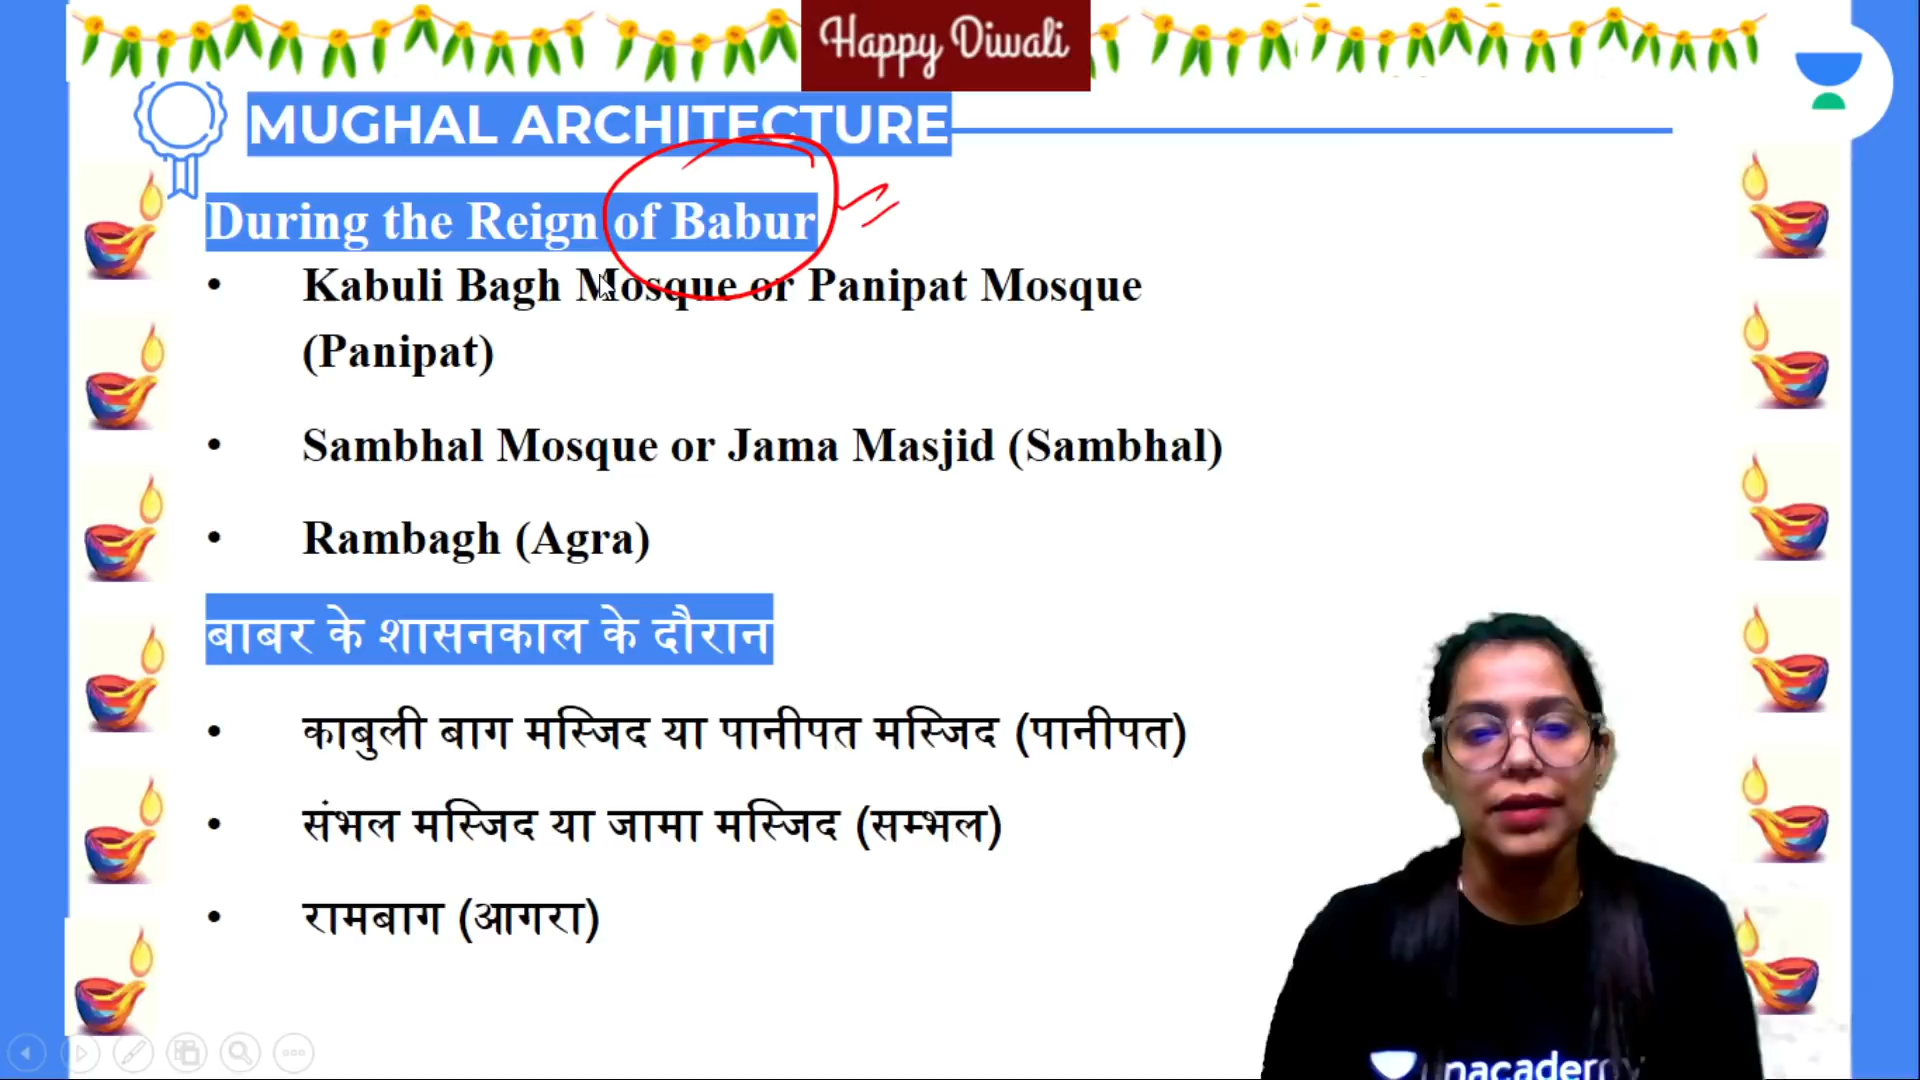 Happy Diwali
MUGHAL ARCHITECTURE
During the Reign of Babur
• Kabuli Bagh Mosque or Panipat Mosque
(Panipat)
• Sambhal Mosque or Jama Masjid (Sambhal)
• Rambagh (Agra)
बाबर के शासनकाल के दौरान
• काबुली बाग मस्जिद या पानीपत मस्जिद (पानीपत)
• संभल मस्जिद या जामा मस्जिद (सम्भल)
• रामबाग (आगरा)
unacademy